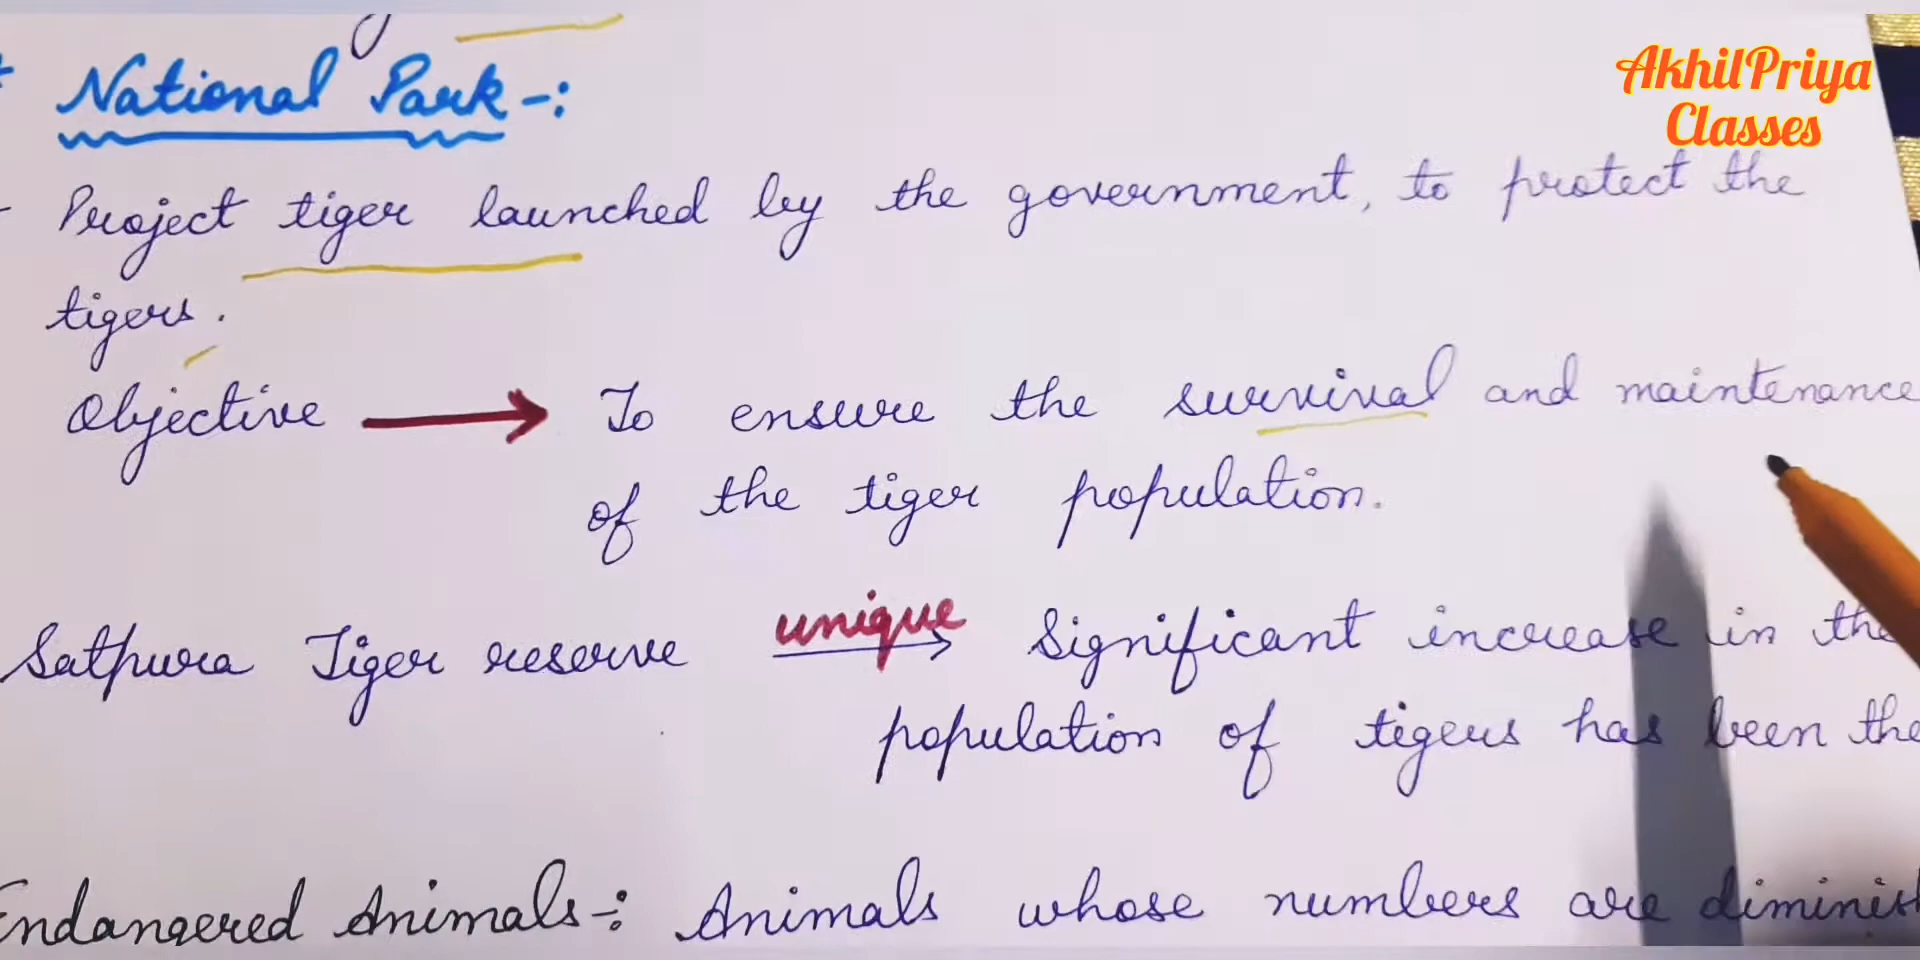 AkhilPriya
Classes
National Park-:
Project tiger launched by the government, to protect the
tigers.
Objective → To ensure the survival and maintenance
of the tiger population.
unique
Satpura Tiger reserve → Significant increase in the
population of tigers has been the
Endangered Animals-: Animals whose numbers are